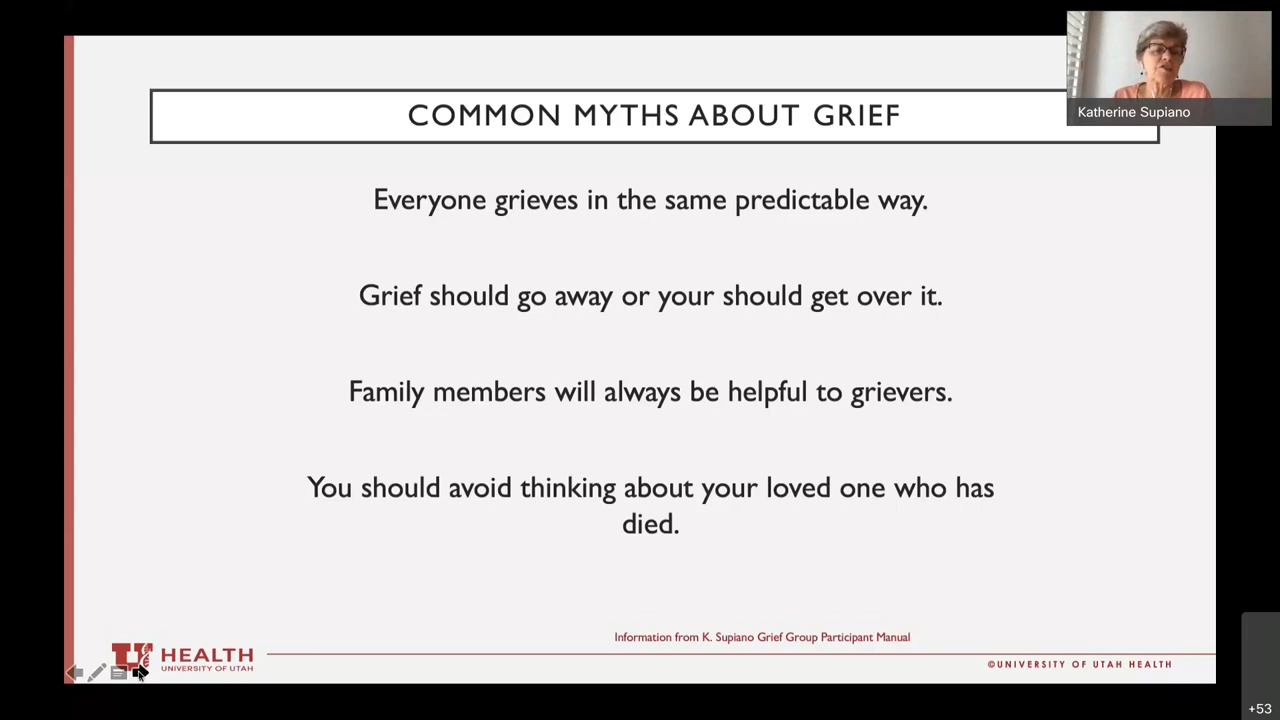 COMMON MYTHS ABOUT GRIEF
Katherine Supiano
Everyone grieves in the same predictable way.
Grief should go away or your should get over it.
Family members will always be helpful to grievers.
You should avoid thinking about your loved one who has
died.
Information from K. Supiano Grief Group Participant Manual
U HEALTH
UNIVERSITY OF UTAH
©UNIVERSITY OF UTAH HEALTH
+53